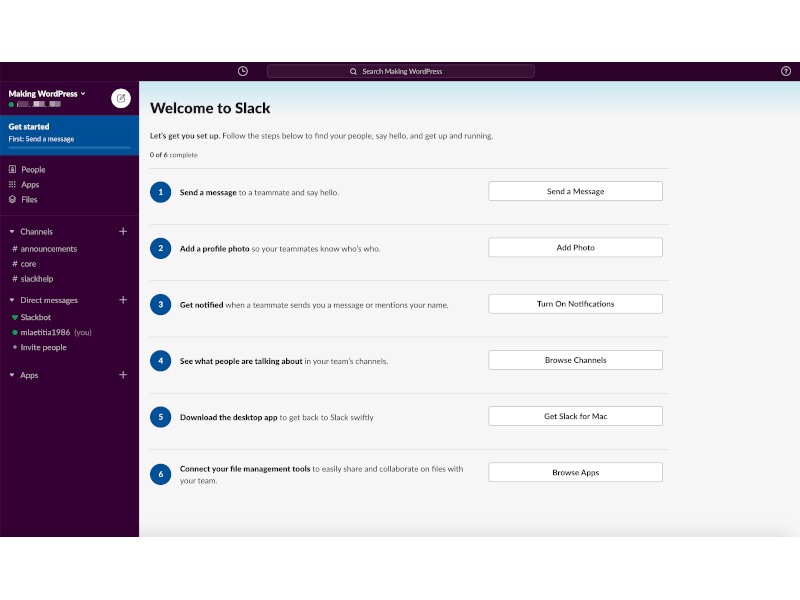 Search Making WordPress
Making WordPress
Get started
First: Send a message
People
Apps
Files
Channels
# announcements
# core
# slackhelp
Direct messages
Slackbot
mlaetitia1986 (you)
+ Invite people
Apps
Welcome to Slack
Let's get you set up. Follow the steps below to find your people, say hello, and get up and running.
0 of 6 complete
1 Send a message to a teammate and say hello. Send a Message
2 Add a profile photo so your teammates know who's who. Add Photo
3 Get notified when a teammate sends you a message or mentions your name. Turn On Notifications
4 See what people are talking about in your team's channels. Browse Channels
5 Download the desktop app to get back to Slack swiftly Get Slack for Mac
6 Connect your file management tools to easily share and collaborate on files with
your team. Browse Apps